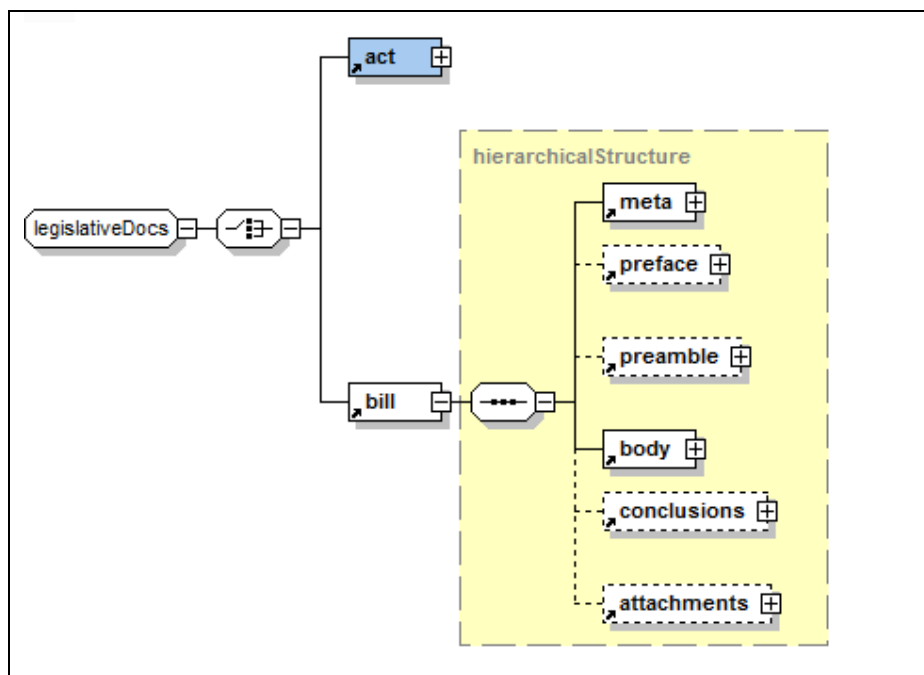 act
hierarchicalStructure
meta
legislativeDocs
preface
preamble
bill
body
conclusions
attachments